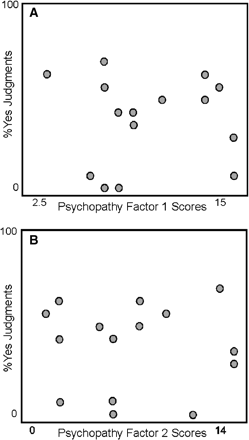 100
A
%Yes Judgments
0
2.5 Psychopathy Factor 1 Scores 15
100
B
%Yes Judgments
0
0 Psychopathy Factor 2 Scores 14